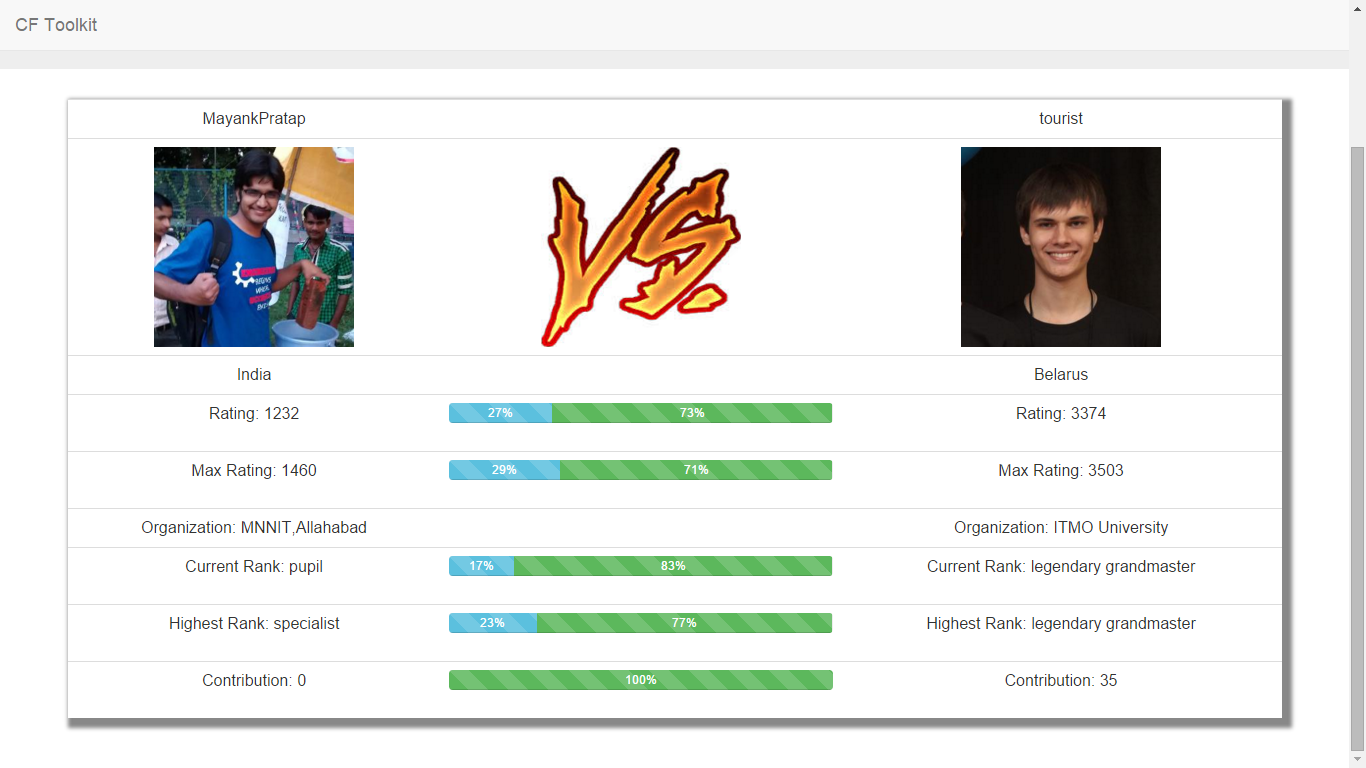 CF Toolkit
MayankPratap tourist
VS.
India Belarus
Rating: 1232 27% 73% Rating: 3374
Max Rating: 1460 29% 71% Max Rating: 3503
Organization: MNNIT,Allahabad Organization: ITMO University
Current Rank: pupil 17% 83% Current Rank: legendary grandmaster
Highest Rank: specialist 23% 77% Highest Rank: legendary grandmaster
Contribution: 0 100% Contribution: 35